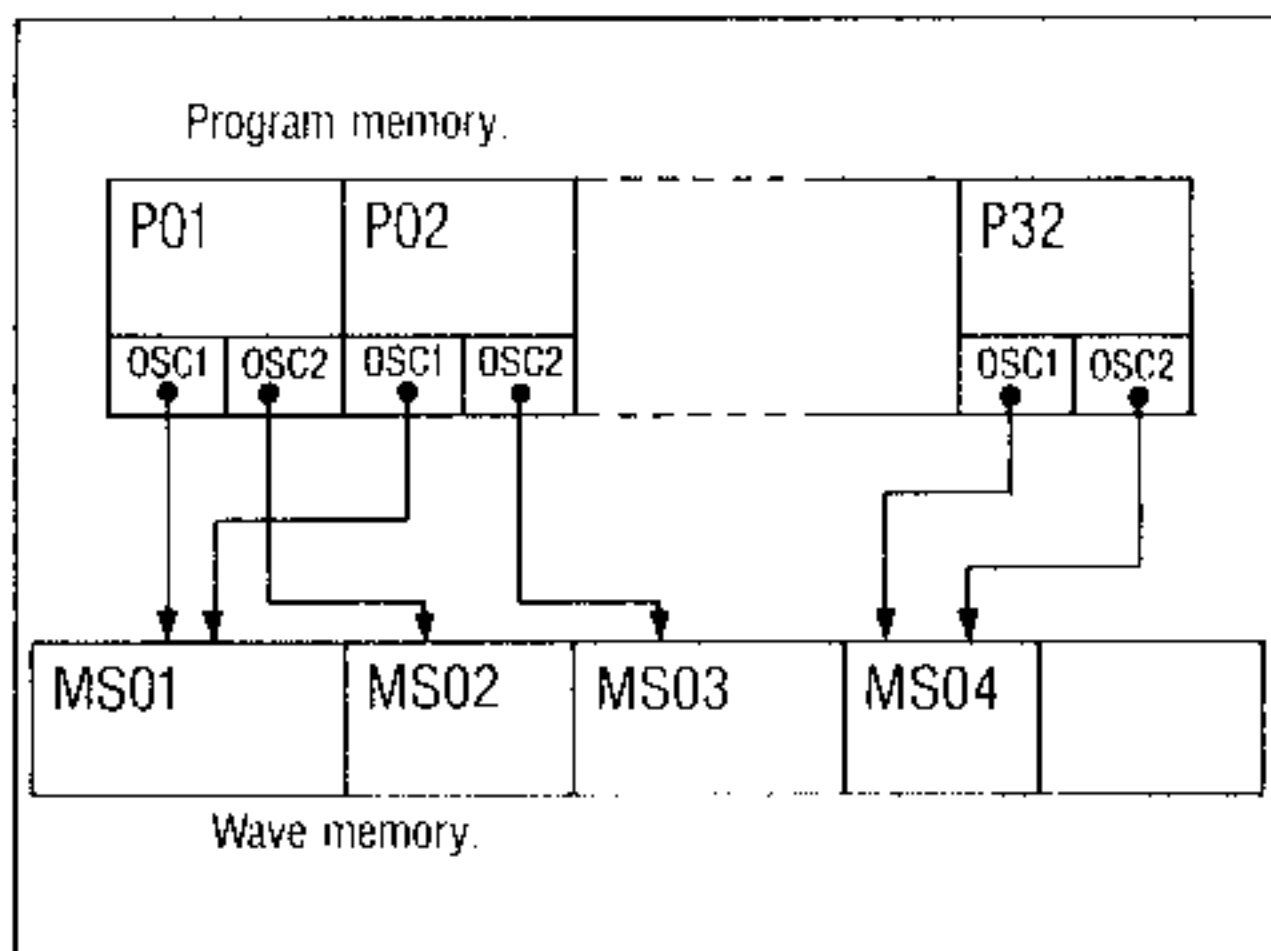 Program memory.
P01 P02 P32
OSC1 OSC2 OSC1 OSC2 OSC1 OSC2
MS01 MS02 MS03 MS04
Wave memory.